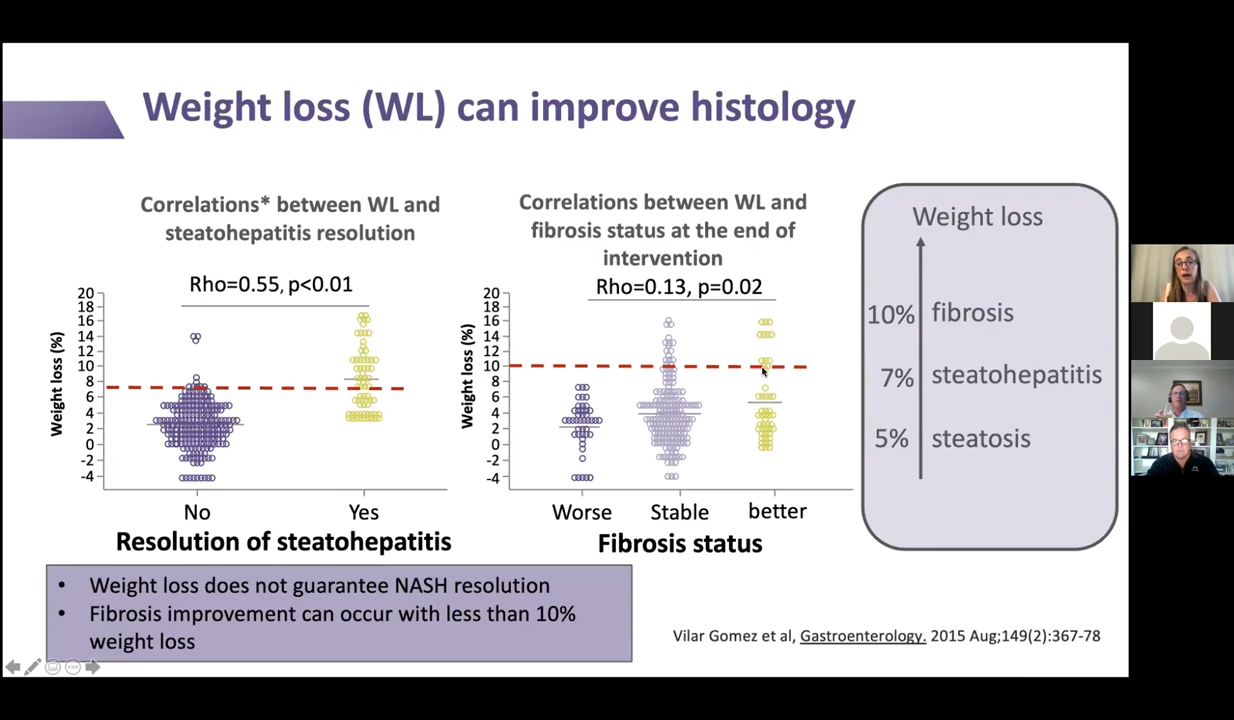 Weight loss (WL) can improve histology
Correlations* between WL and
steatohepatitis resolution
Rho=0.55, p<0.01
Weight loss (%)
20
18
16
14
12
10
8
6
4
2
0
-2
-4
No
Yes
Resolution of steatohepatitis
Correlations between WL and
fibrosis status at the end of
intervention
Rho=0.13, p=0.02
Weight loss (%)
20
18
16
14
12
10
8
6
4
2
0
-2
-4
Worse
Stable
better
Fibrosis status
Weight loss
10% fibrosis
7% steatohepatitis
5% steatosis
• Weight loss does not guarantee NASH resolution
• Fibrosis improvement can occur with less than 10%
weight loss
Vilar Gomez et al, Gastroenterology. 2015 Aug;149(2):367-78